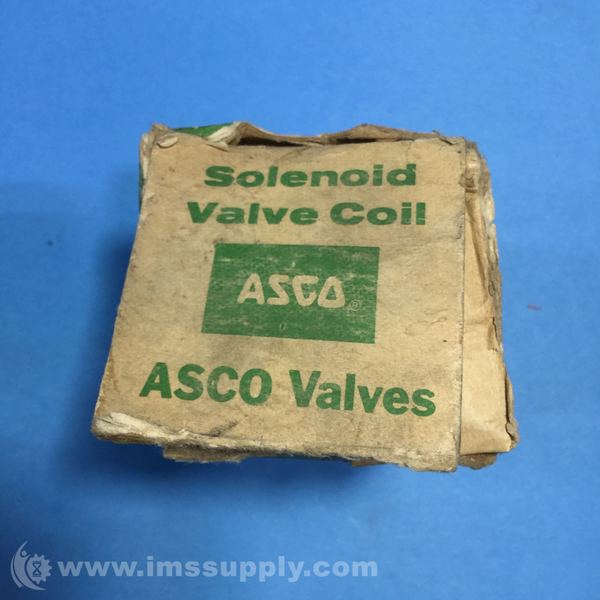 Solenoid
Valve Coil
ASCO®
ASCO Valves
www.imssupply.com